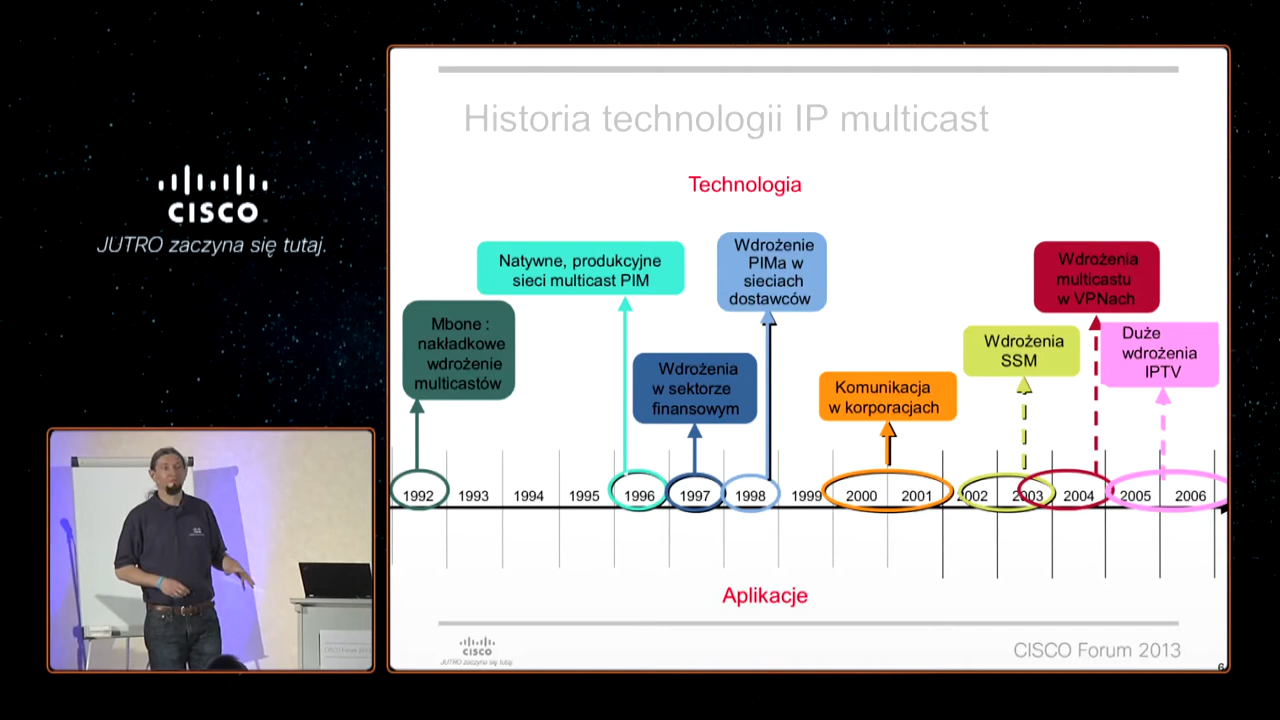 CISCO
JUTRO zaczyna się tutaj.
Historia technologii IP multicast
Technologia
Mbone :
nakładkowe
wdrożenie
multicastów
Natywne, produkcyjne
sieci multicast PIM
Wdrożenia
w sektorze
finansowym
Wdrożenie
PIMa w
sieciach
dostawców
Komunikacja
w korporacjach
Wdrożenia
SSM
Wdrożenia
multicastu
w VPNach
Duże
wdrożenia
IPTV
1992 1993 1994 1995 1996 1997 1998 1999 2000 2001 2002 2003 2004 2005 2006
Aplikacje
CISCO
JUTRO zaczyna się tutaj.
CISCO Forum 2013
6
CISCO Forum 2013